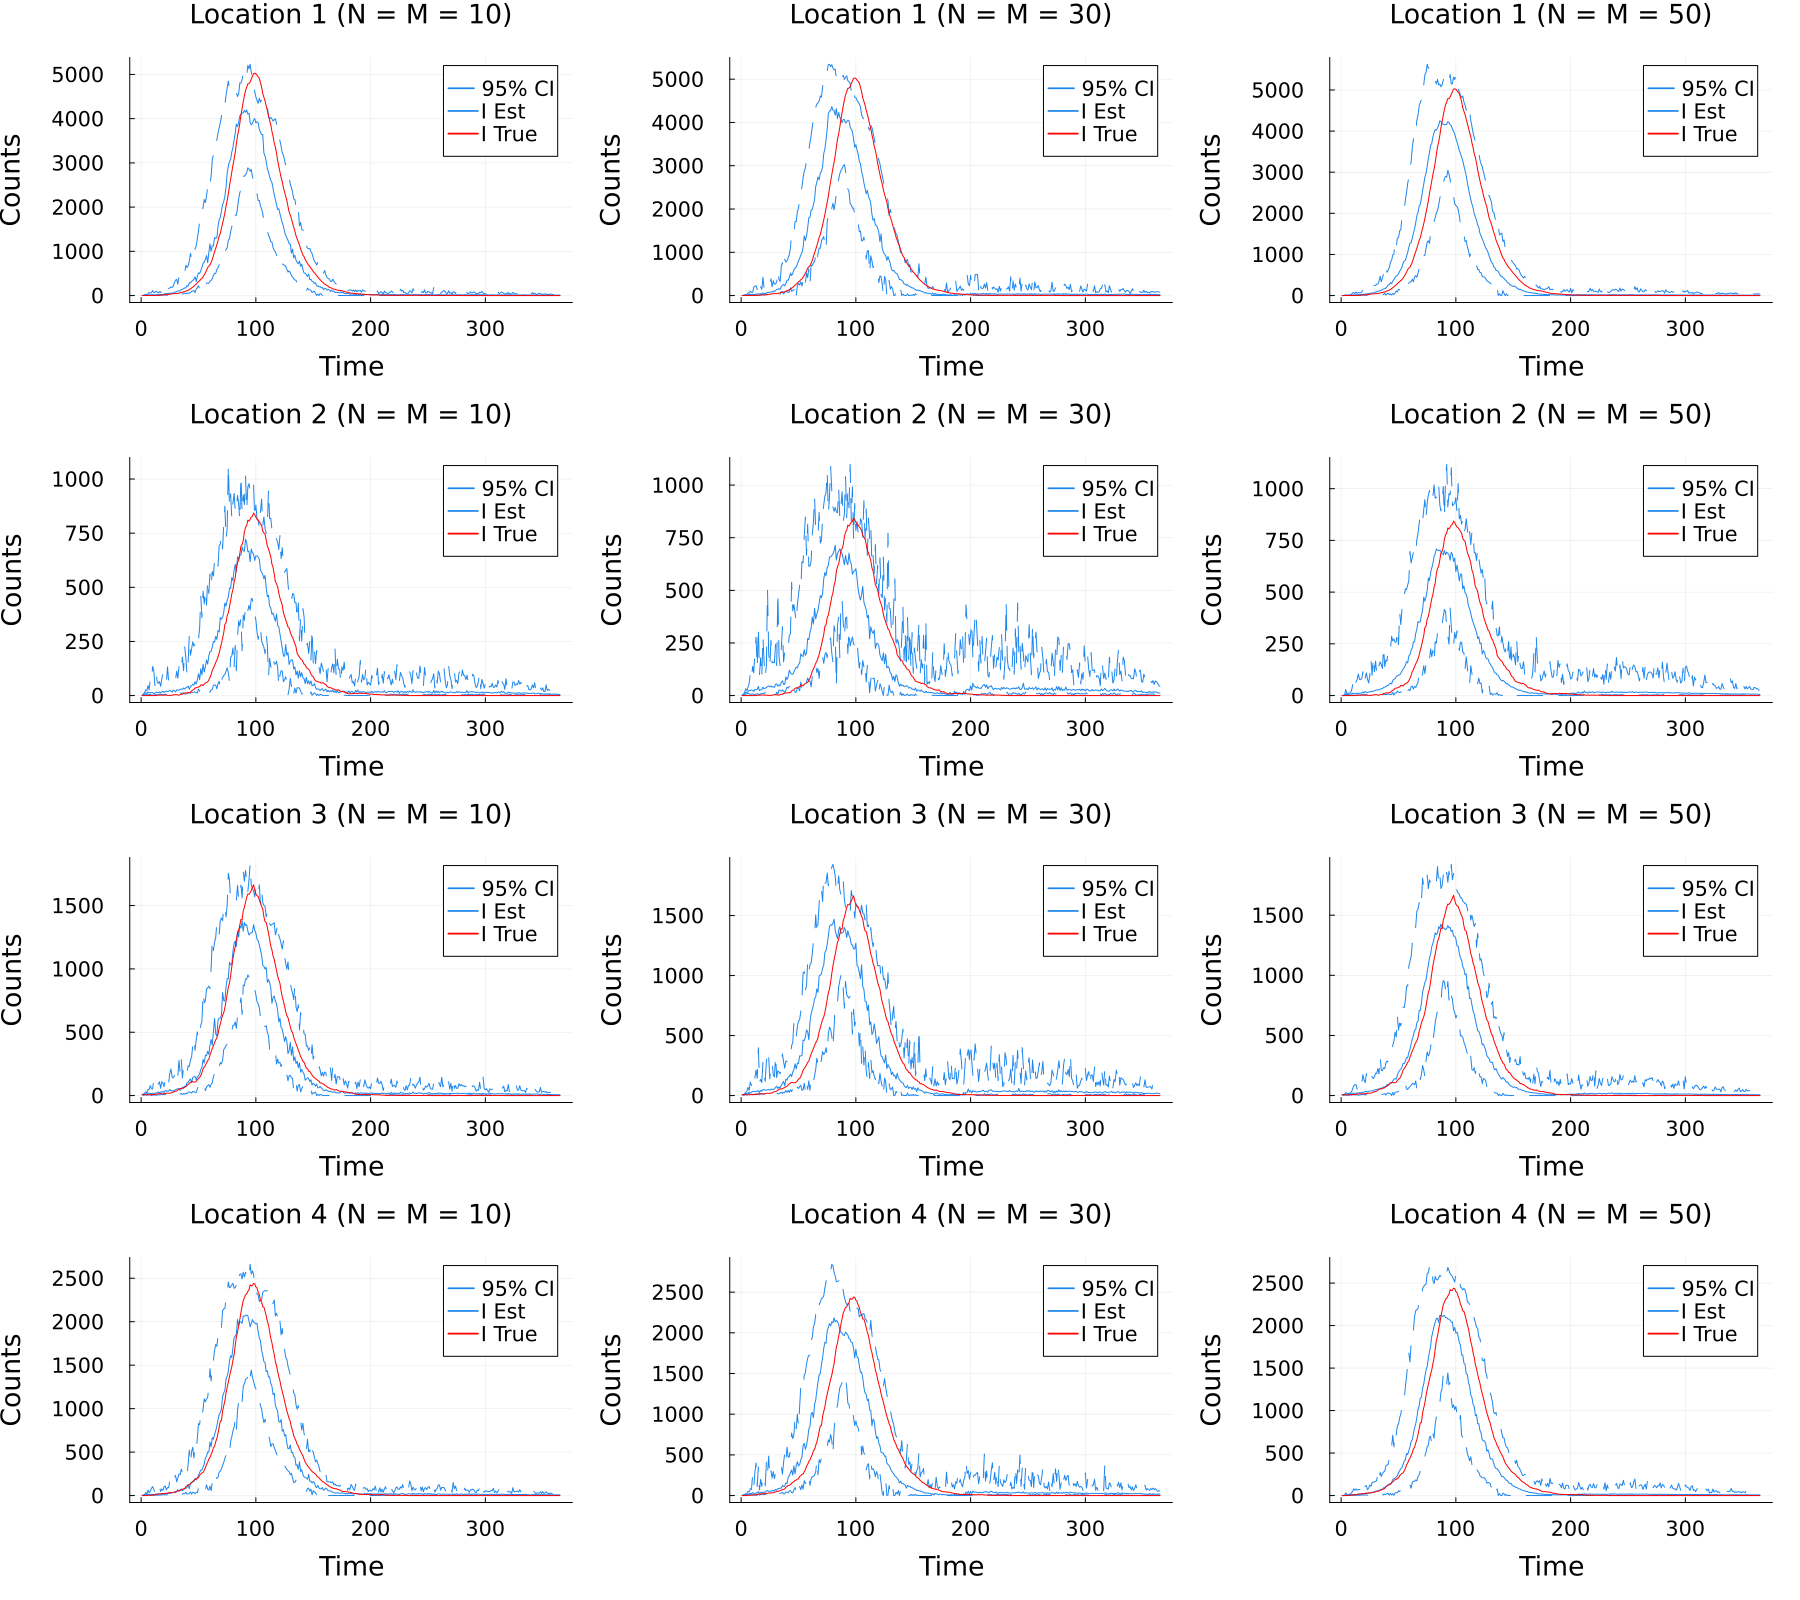 Location 1 (N = M = 10)
Counts
5000
4000
3000
2000
1000
0
0 100 200 300
Time
95% CI
I Est
I True
Location 1 (N = M = 30)
Counts
5000
4000
3000
2000
1000
0
0 100 200 300
Time
95% CI
I Est
I True
Location 1 (N = M = 50)
Counts
5000
4000
3000
2000
1000
0
0 100 200 300
Time
95% CI
I Est
I True
Location 2 (N = M = 10)
Counts
1000
750
500
250
0
0 100 200 300
Time
95% CI
I Est
I True
Location 2 (N = M = 30)
Counts
1000
750
500
250
0
0 100 200 300
Time
95% CI
I Est
I True
Location 2 (N = M = 50)
Counts
1000
750
500
250
0
0 100 200 300
Time
95% CI
I Est
I True
Location 3 (N = M = 10)
Counts
1500
1000
500
0
0 100 200 300
Time
95% CI
I Est
I True
Location 3 (N = M = 30)
Counts
1500
1000
500
0
0 100 200 300
Time
95% CI
I Est
I True
Location 3 (N = M = 50)
Counts
1500
1000
500
0
0 100 200 300
Time
95% CI
I Est
I True
Location 4 (N = M = 10)
Counts
2500
2000
1500
1000
500
0
0 100 200 300
Time
95% CI
I Est
I True
Location 4 (N = M = 30)
Counts
2500
2000
1500
1000
500
0
0 100 200 300
Time
95% CI
I Est
I True
Location 4 (N = M = 50)
Counts
2500
2000
1500
1000
500
0
0 100 200 300
Time
95% CI
I Est
I True